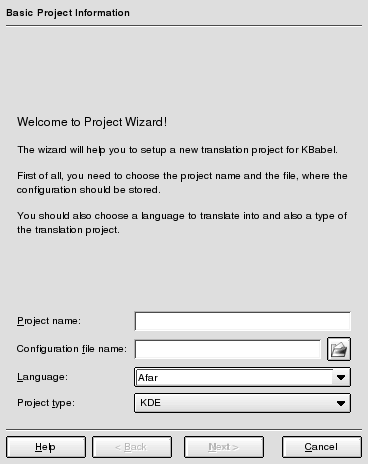 Basic Project Information
Welcome to Project Wizard!
The wizard will help you to setup a new translation project for KBabel.
First of all, you need to choose the project name and the file, where the
configuration should be stored.
You should also choose a language to translate into and also a type of
the translation project.
Project name:
Configuration file name:
Language: Afar
Project type: KDE
Help < Back Next > Cancel